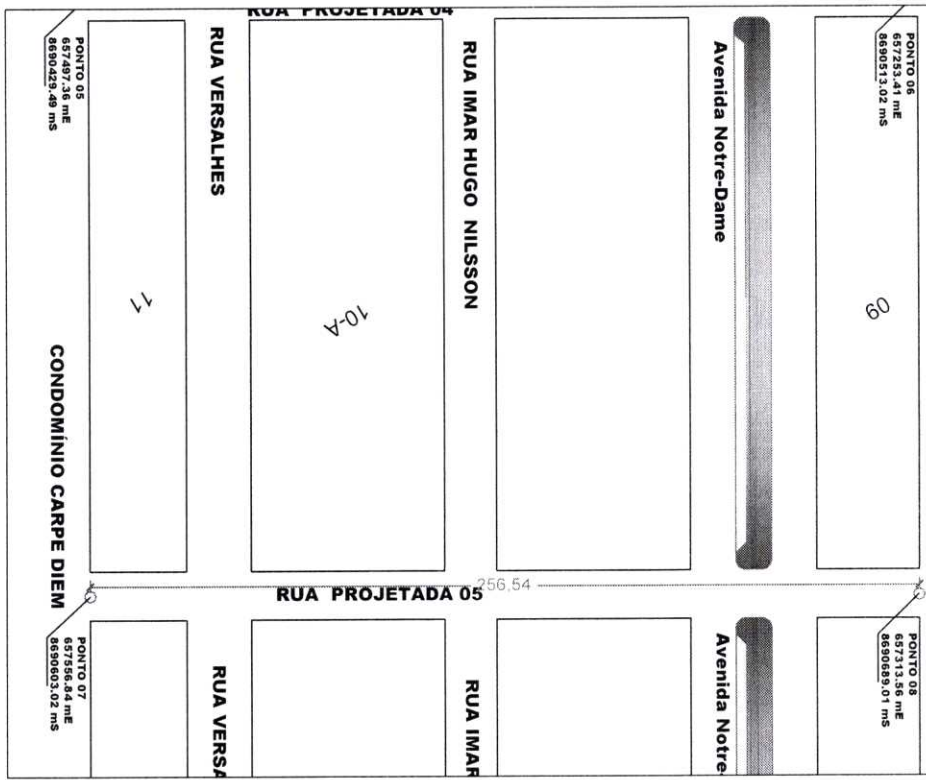 RUA PROJETADA 04
PONTO 05
657497.36 mE
8690429.49 mS
RUA VERSALHES
RUA IMAR HUGO NILSSON
Avenida Notre-Dame
PONTO 06
657253.41 mE
8690513.02 mS
11
10-A
09
CONDOMÍNIO CARPE DIEM
256,54
RUA PROJETADA 05
PONTO 07
657556.84 mE
8690603.02 mS
RUA VERSA
RUA IMAR
Avenida Notre-
PONTO 08
657313.56 mE
8690689.01 mS